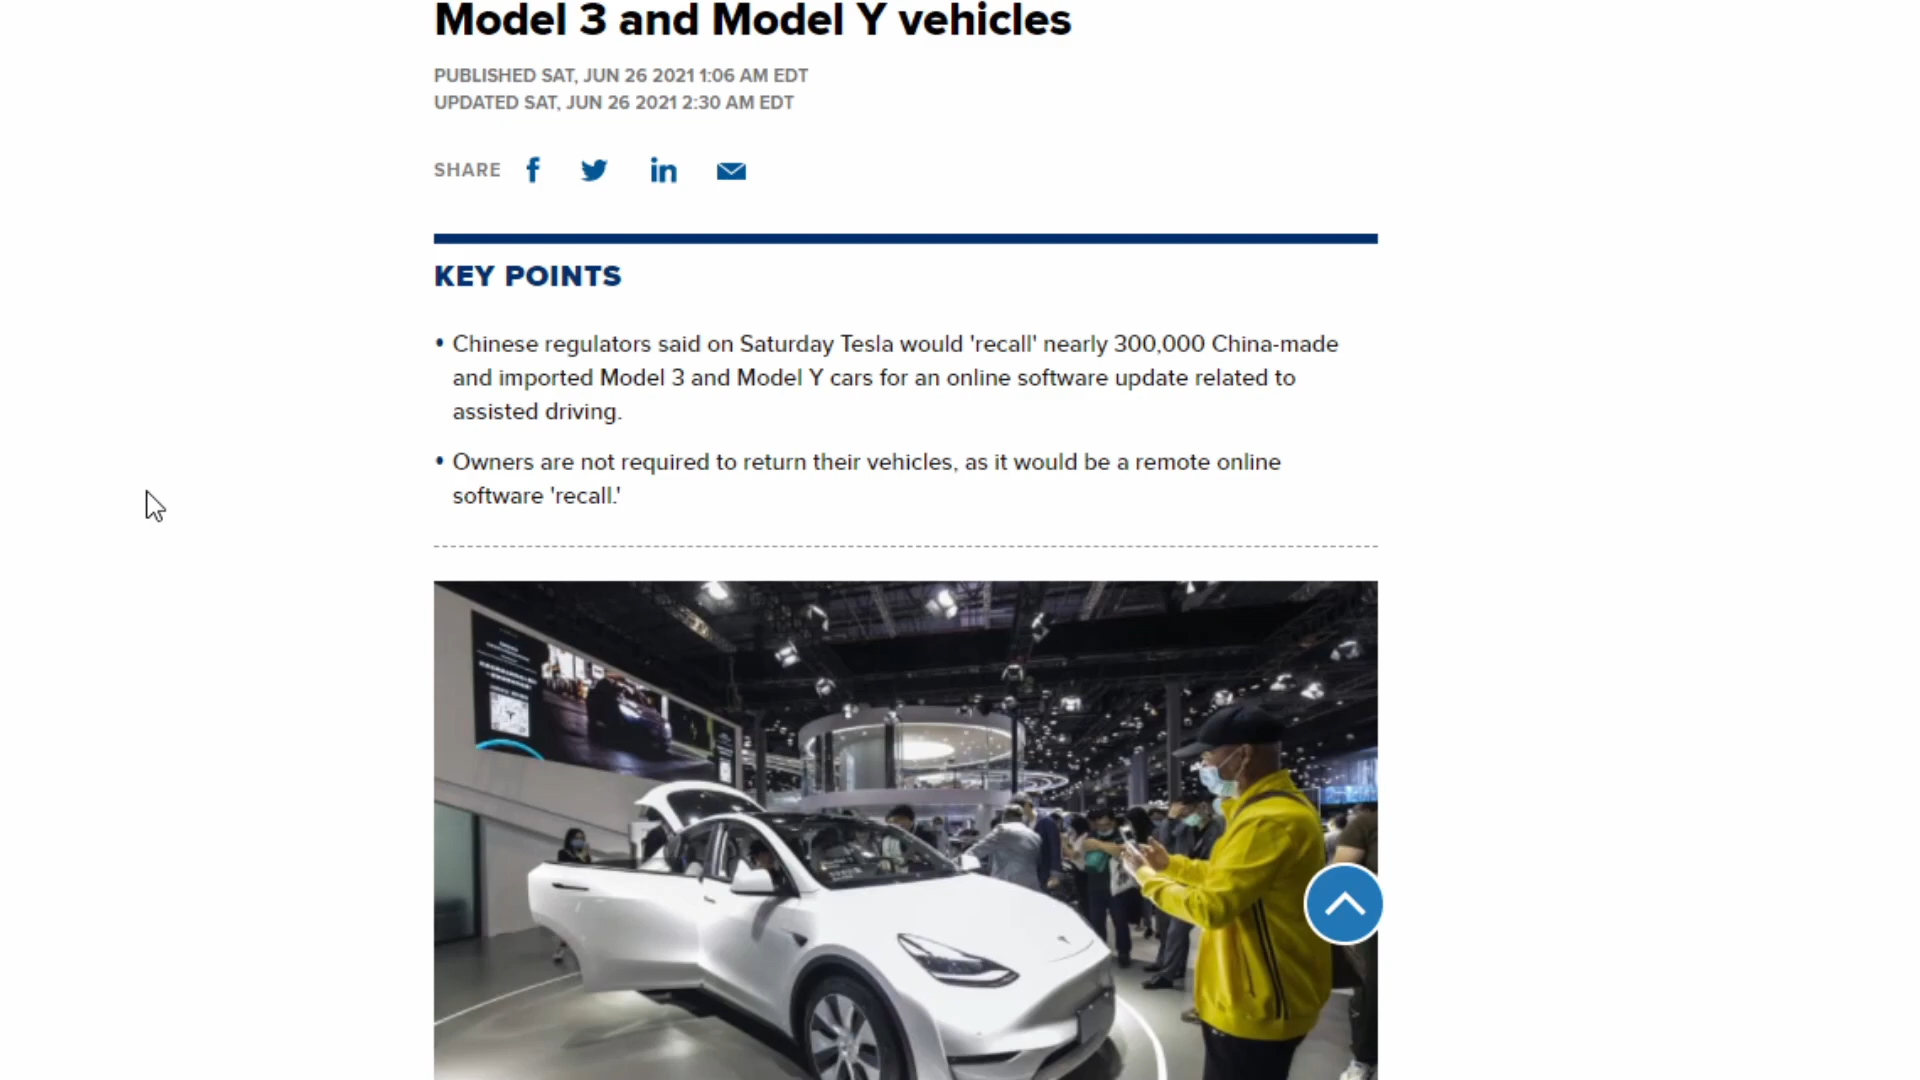 Model 3 and Model Y vehicles
PUBLISHED SAT, JUN 26 2021 1:06 AM EDT
UPDATED SAT, JUN 26 2021 2:30 AM EDT
SHARE
KEY POINTS
• Chinese regulators said on Saturday Tesla would 'recall' nearly 300,000 China-made
and imported Model 3 and Model Y cars for an online software update related to
assisted driving.
• Owners are not required to return their vehicles, as it would be a remote online
software 'recall.'